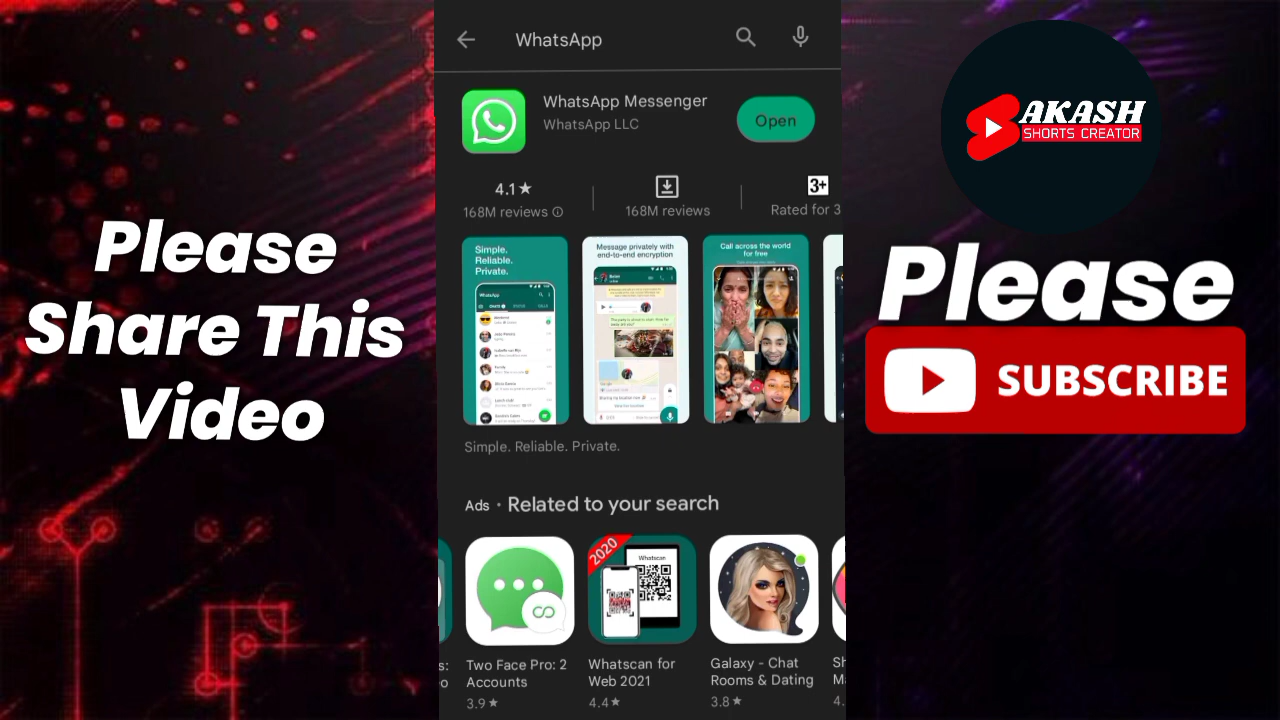 Please
Share This
Video
WhatsApp
WhatsApp Messenger
WhatsApp LLC
Open
4.1★
168M reviews
168M reviews
3+
Rated for 3
Simple.
Reliable.
Private.
WhatsApp
Message privately with
end-to-end encryption
Call across the world
for free
Simple. Reliable. Private.
Ads • Related to your search
2020
Whatscan
Two Face Pro: 2
Accounts
3.9★
Whatscan for
Web 2021
4.4★
Galaxy - Chat
Rooms & Dating
3.8★
4.
AKASH
SHORTS CREATOR
Please
SUBSCRIBE